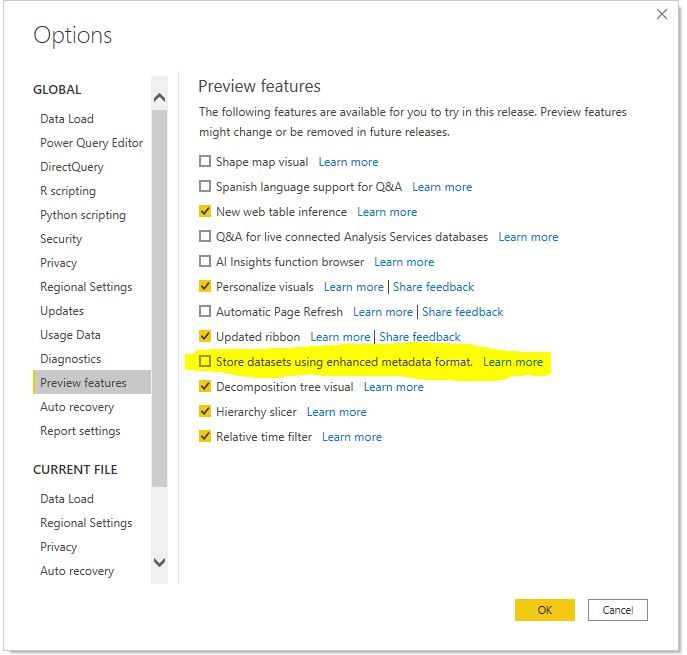 Options
GLOBAL
Data Load
Power Query Editor
DirectQuery
R scripting
Python scripting
Security
Privacy
Regional Settings
Updates
Usage Data
Diagnostics
Preview features
Auto recovery
Report settings
CURRENT FILE
Data Load
Regional Settings
Privacy
Auto recovery
Preview features
The following features are available for you to try in this release. Preview features
might change or be removed in future releases.
Shape map visual Learn more
Spanish language support for Q&A Learn more
New web table inference Learn more
Q&A for live connected Analysis Services databases Learn more
AI Insights function browser Learn more
Personalize visuals Learn more | Share feedback
Automatic Page Refresh Learn more | Share feedback
Updated ribbon Learn more | Share feedback
Store datasets using enhanced metadata format. Learn more
Decomposition tree visual Learn more
Hierarchy slicer Learn more
Relative time filter Learn more
OK Cancel